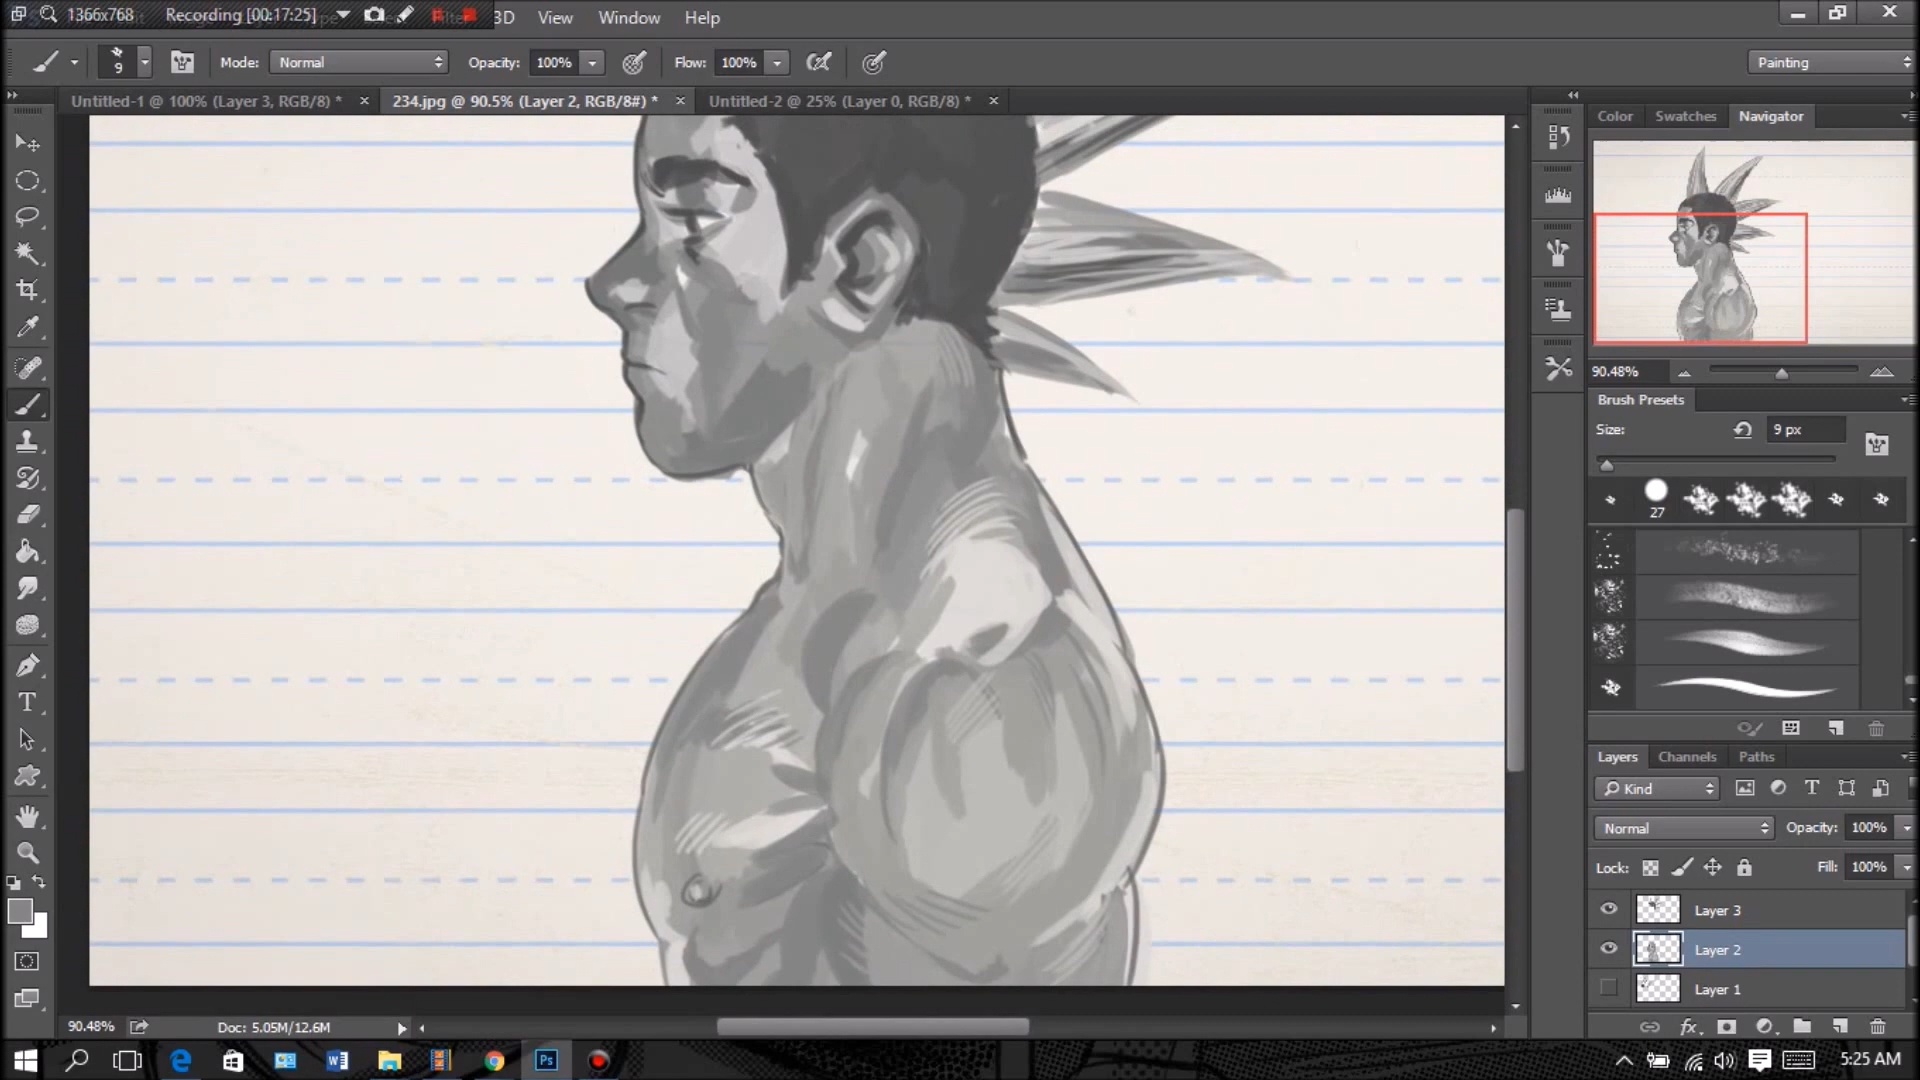 1366x768 Recording [00:17:25]
3D View Window Help
9 Mode: Normal Opacity: 100% Flow: 100% Painting
Untitled-1 @ 100% (Layer 3, RGB/8) * × 234.jpg @ 90.5% (Layer 2, RGB/8#) * × Untitled-2 @ 25% (Layer 0, RGB/8) * ×
Color Swatches Navigator
90.48%
Brush Presets
Size: 9 px
27
Layers Channels Paths
Kind
Normal Opacity: 100%
Lock: Fill: 100%
Layer 3
Layer 2
Layer 1
fx
90.48% Doc: 5.05M/12.6M
Ps 5:25 AM